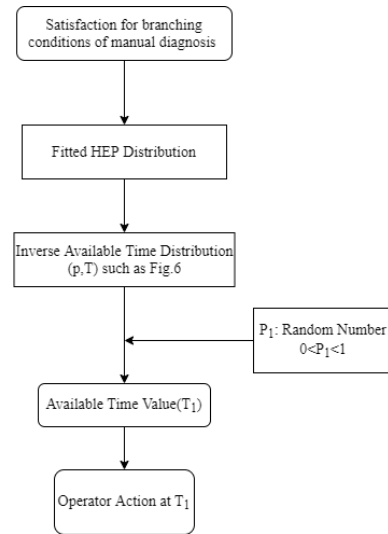 Satisfaction for branching
conditions of manual diagnosis
Fitted HEP Distribution
Inverse Available Time Distribution
(p,T) such as Fig.6
P₁: Random Number
0<P₁<1
Available Time Value(T₁)
Operator Action at T₁